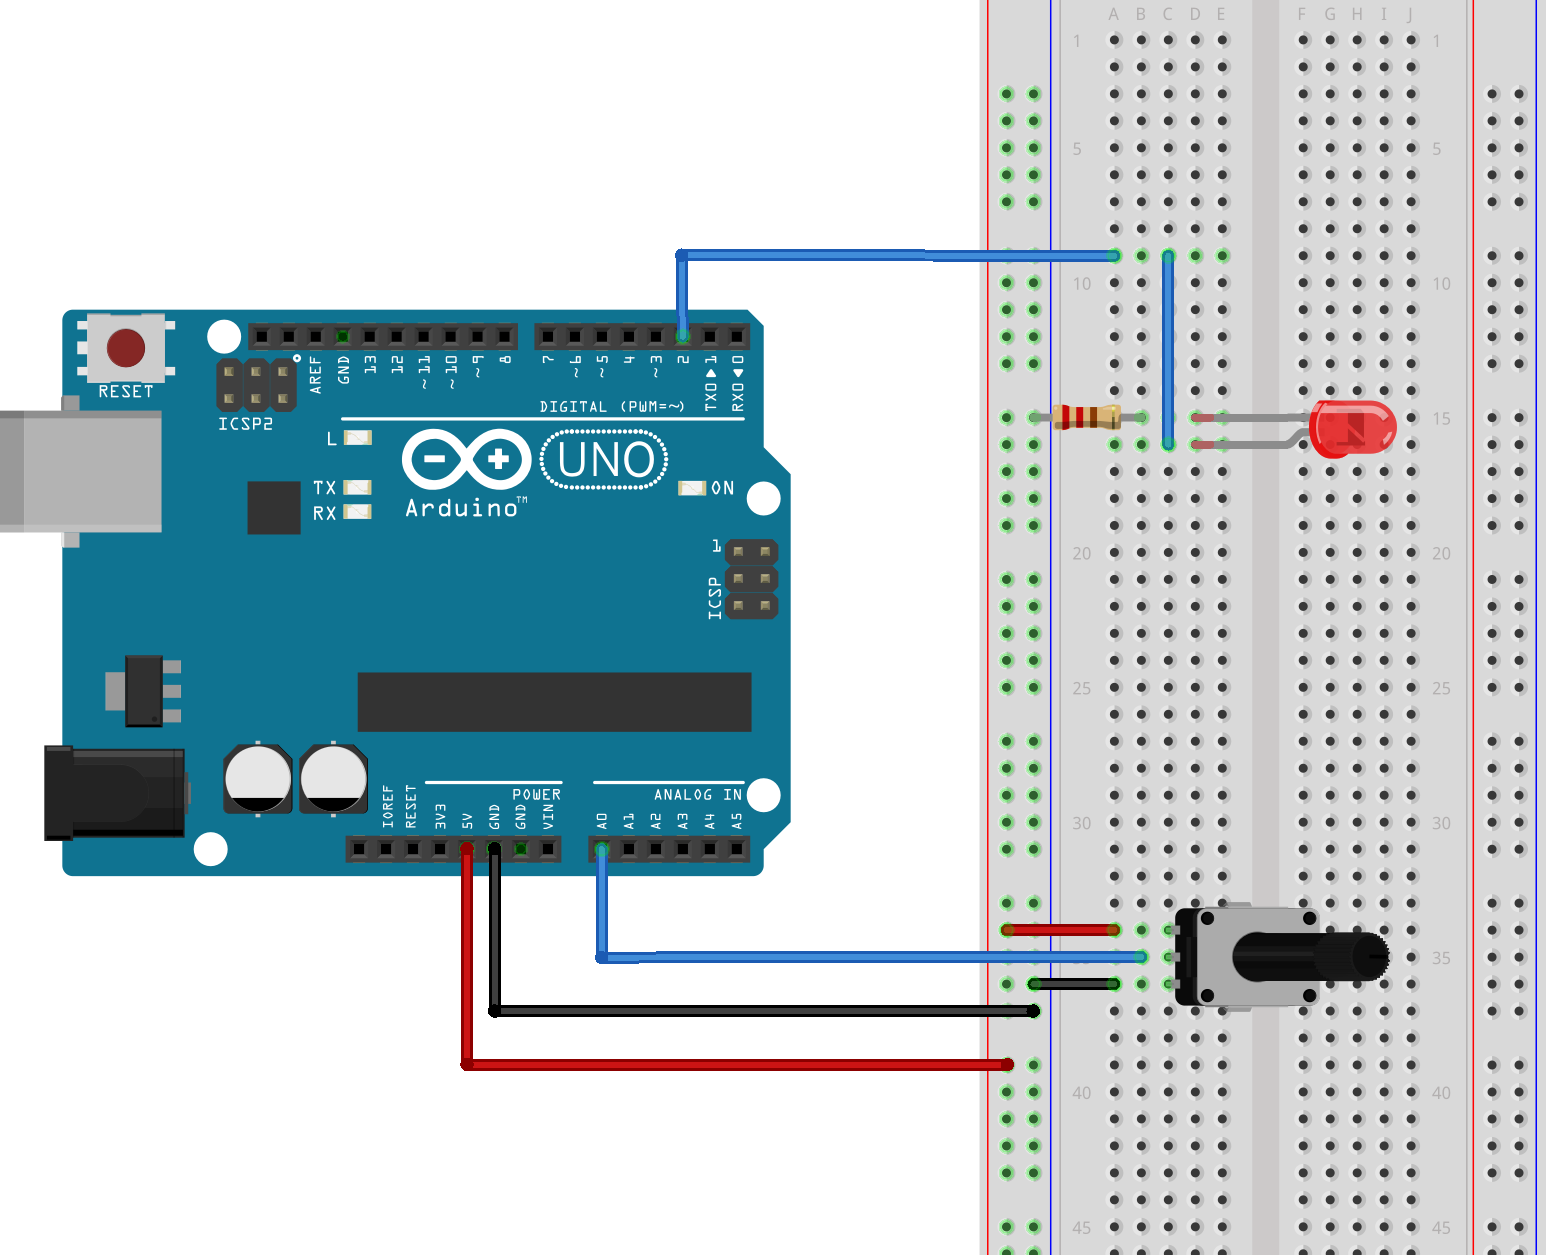 A B C D E F G H I J
1 1
5 5
10 10
RESET
ICSP2
AREF
GND
13
12
~11
~10
~9
8
7
~6
~5
4
~3
2
TX0 ▶ 1
RX0 ◀ 0
DIGITAL (PWM=~)
L
TX
RX
UNO
Arduino™
ON
15
1
ICSP
20 20
25 25
30 30
POWER
ANALOG IN
IOREF
RESET
3V3
5V
GND
GND
VIN
A0
A1
A2
A3
A4
A5
35
40 40
45 45